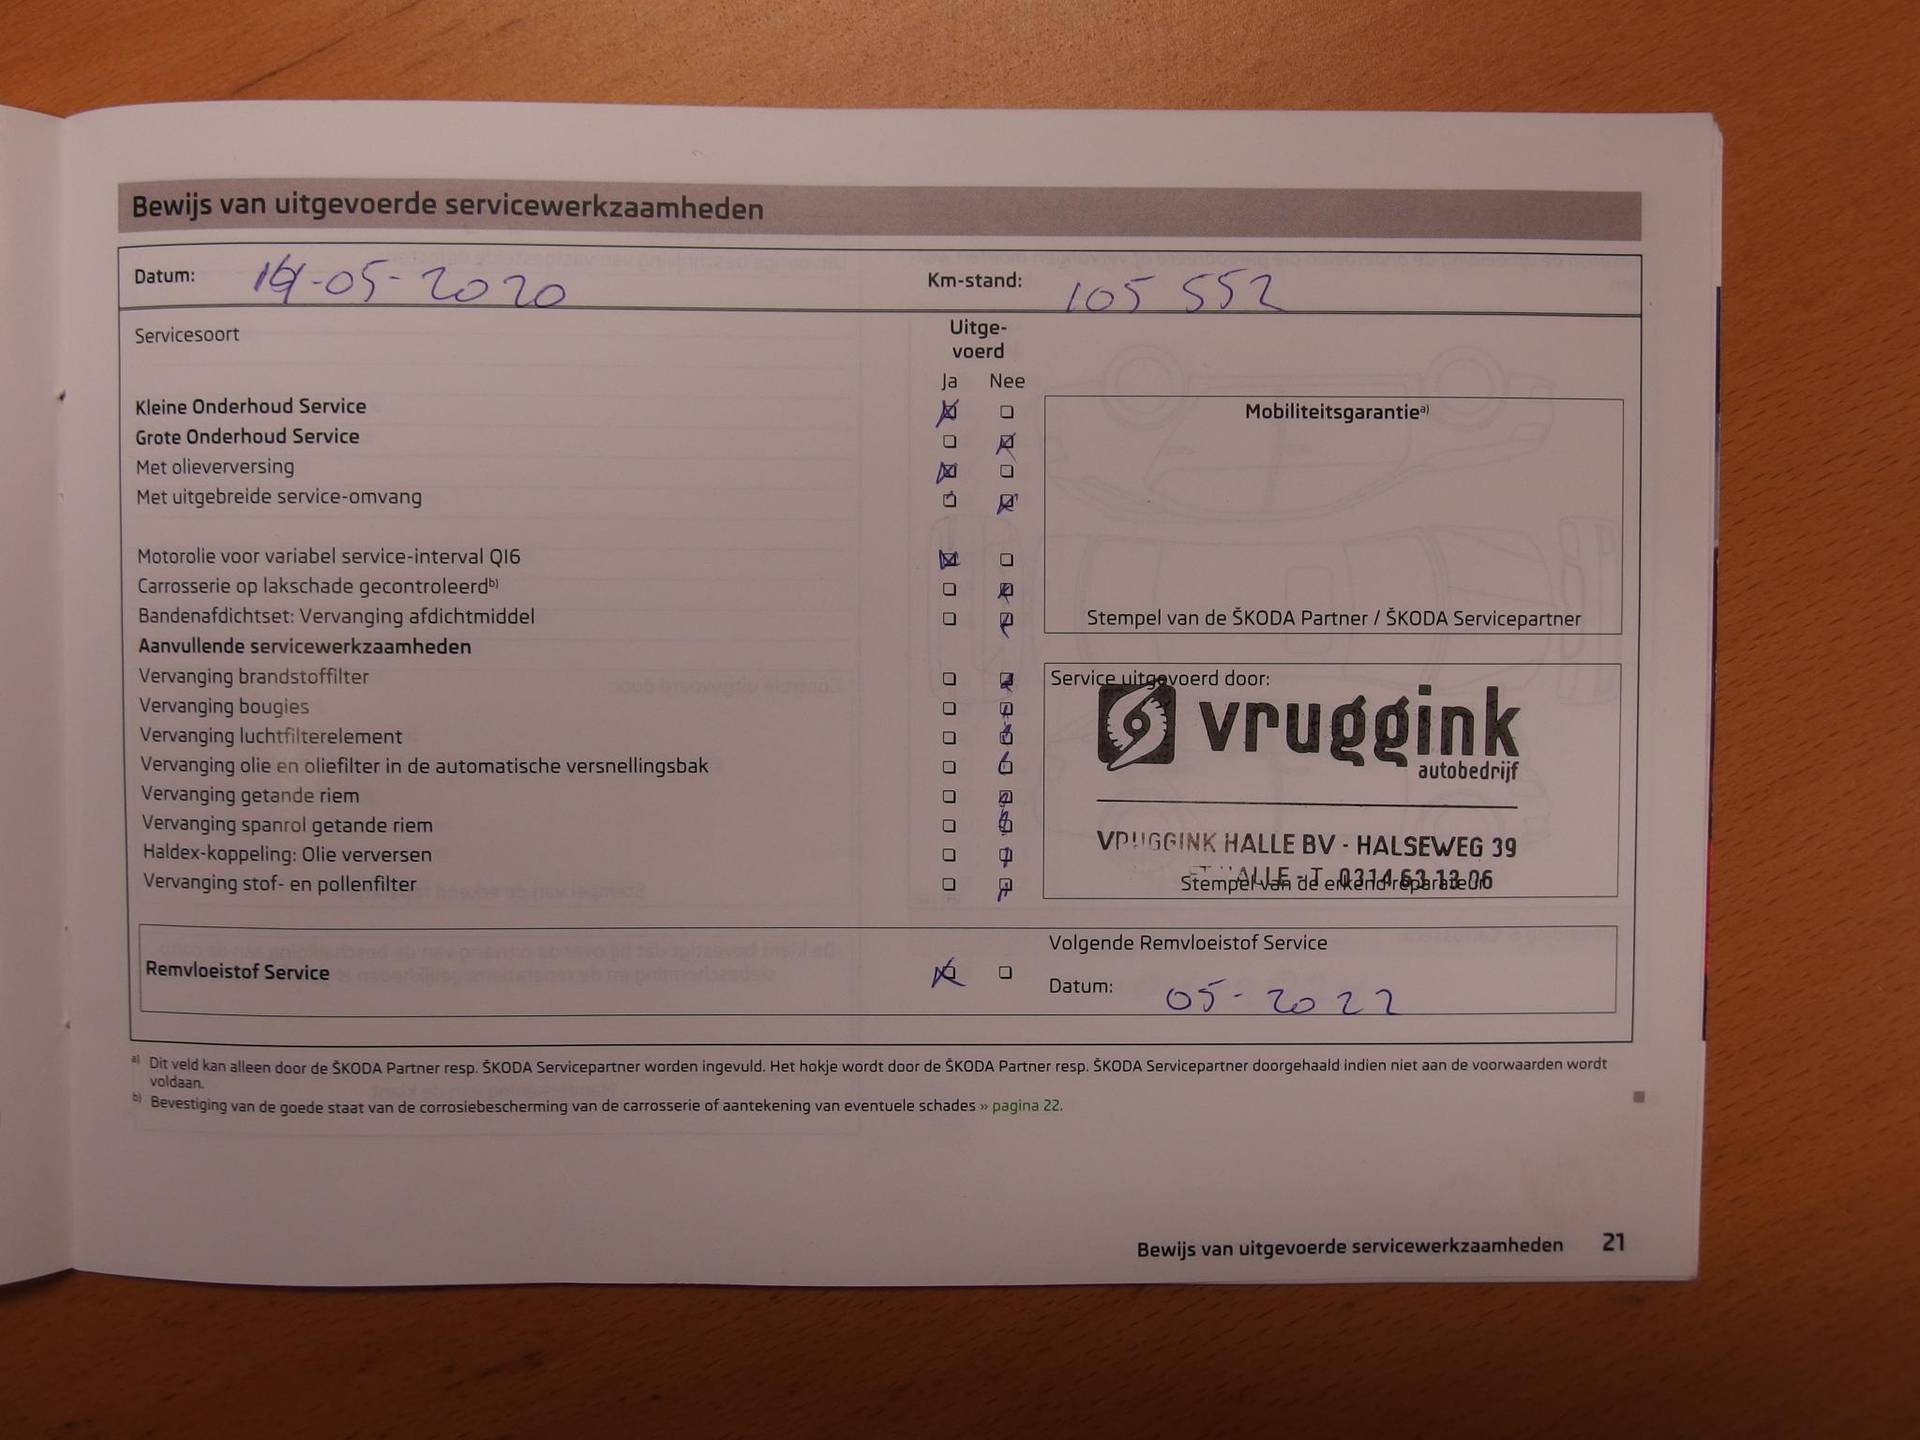 Bewijs van uitgevoerde servicewerkzaamheden
Datum: -05-2020 Km-stand: 105 552
Servicesoort
Uitge-
voerd
Ja Nee
Kleine Onderhoud Service
Mobiliteitsgarantie a)
Grote Onderhoud Service
Met olieverversing
Met uitgebreide service-omvang
Motorolie voor variabel service-interval QI6
Carrosserie op lakschade gecontroleerd b)
Bandenafdichtset: Vervanging afdichtmiddel
Stempel van de ŠKODA Partner / ŠKODA Servicepartner
Aanvullende servicewerkzaamheden
Vervanging brandstoffilter
Service uitgevoerd door:
Vervanging bougies
vruggink
Vervanging luchtfilterelement
autobedrijf
Vervanging olie en oliefilter in de automatische versnellingsbak
Vervanging getande riem
Vervanging spanrol getande riem
VRUGGINK HALLE BV - HALSEWEG 39
Haldex-koppeling: Olie verversen
HALLE - T. 0314 63 13 06
Vervanging stof- en pollenfilter
Stempel van de erkend reparateur
Volgende Remvloeistof Service
Remvloeistof Service
Datum: 05-2022
a) Dit veld kan alleen door de ŠKODA Partner resp. ŠKODA Servicepartner worden ingevuld. Het hokje wordt door de ŠKODA Partner resp. ŠKODA Servicepartner doorgehaald indien niet aan de voorwaarden wordt
voldaan.
b) Bevestiging van de goede staat van de corrosiebescherming van de carrosserie of aantekening van eventuele schades » pagina 22.
Bewijs van uitgevoerde servicewerkzaamheden 21